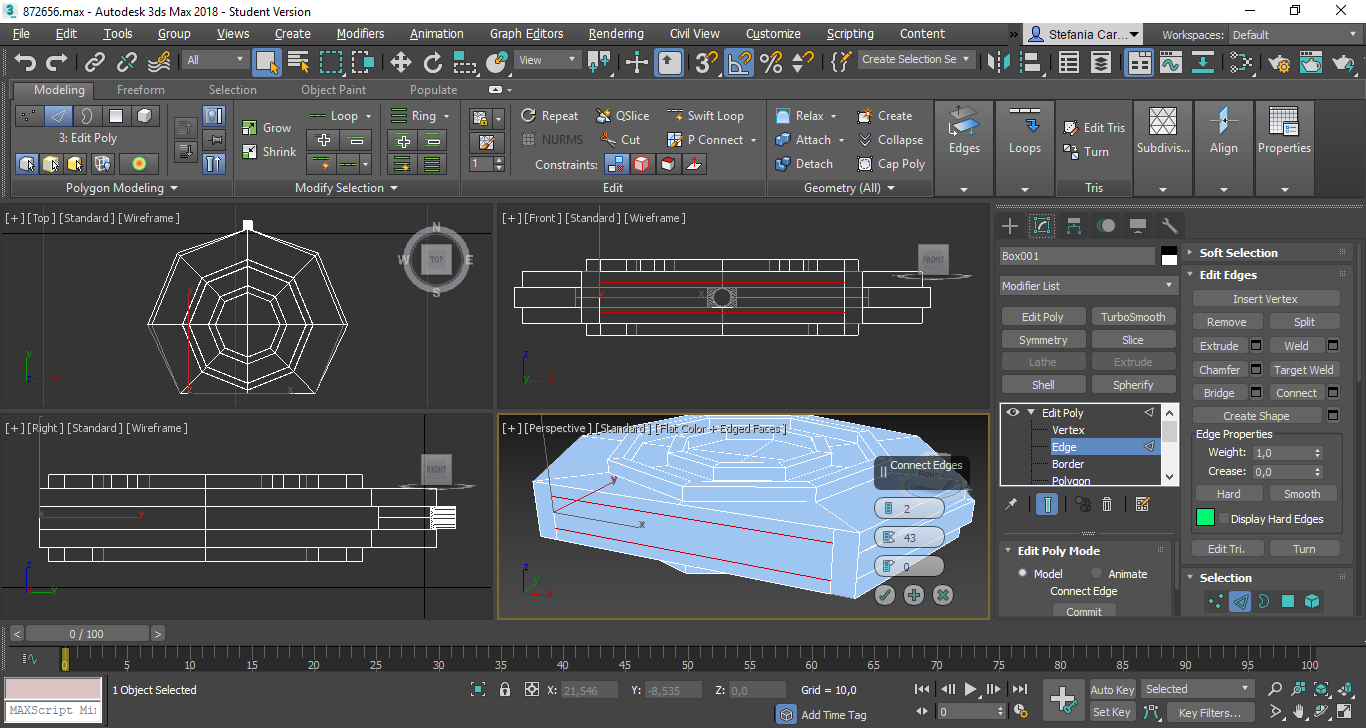 872656.max - Autodesk 3ds Max 2018 - Student Version
File Edit Tools Group Views Create Modifiers Animation Graph Editors Rendering Civil View Customize Scripting Content » Stefania Car... Workspaces: Default
All View 3 Create Selection Se
Modeling Freeform Selection Object Paint Populate
3: Edit Poly
Polygon Modeling
Grow
Shrink
Loop Ring
Modify Selection
1
Repeat QSlice Swift Loop
NURMS Cut P Connect
Constraints:
Edit
Relax Create
Attach Collapse
Detach Cap Poly
Geometry (All)
Edges
Loops
Edit Tris
Turn
Tris
Subdivis...
Align
Properties
[+] [Top] [Standard] [Wireframe]
N
W TOP E
S
y
z x
y
x
z
x
[+] [Front] [Standard] [Wireframe]
FRONT
y x
z
y x
[+] [Right] [Standard] [Wireframe]
RIGHT
x y
z
y
[+] [Perspective] [Standard] [Flat Color + Edged Faces]
y
x
z
y
x
Connect Edges
2
43
0
Box001
Modifier List
Edit Poly TurboSmooth
Symmetry Slice
Lathe Extrude
Shell Spherify
Edit Poly
Vertex
Edge
Border
Polygon
Edit Poly Mode
Model Animate
Connect Edge
Commit
Soft Selection
Edit Edges
Insert Vertex
Remove Split
Extrude Weld
Chamfer Target Weld
Bridge Connect
Create Shape
Edge Properties
Weight: 1,0
Crease: 0,0
Hard Smooth
Display Hard Edges
Edit Tri. Turn
Selection
< 0 / 100 >
0 5 10 15 20 25 30 35 40 45 50 55 60 65 70 75 80 85 90 95 100
MAXScript Mi
1 Object Selected
X: 21,546 Y: -8,535 Z: 0,0 Grid = 10,0
Add Time Tag
0
Auto Key Selected
Set Key Key Filters...